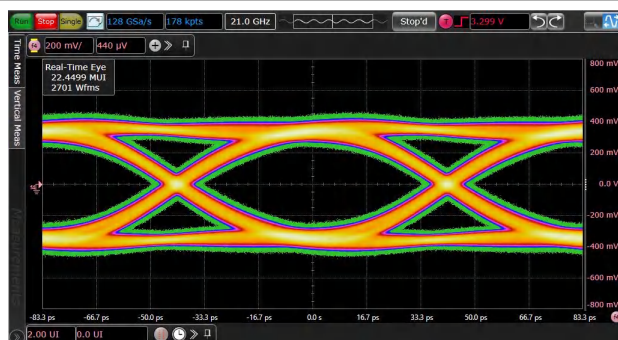 Run Stop Single 128 GSa/s 178 kpts 21.0 GHz Stop'd T 3.299 V
f4 200 mV/ 440 µV
Time Meas
Vertical Meas
Measurements
Real-Time Eye
22.4499 MUI
2701 Wfms
800 mV
600 mV
400 mV
200 mV
0.0 V
-200 mV
-400 mV
-600 mV
-800 mV
-83.3 ps -66.7 ps -50.0 ps -33.3 ps -16.7 ps 0.0 s 16.7 ps 33.3 ps 50.0 ps 66.7 ps 83.3 ps
2.00 UI 0.0 UI